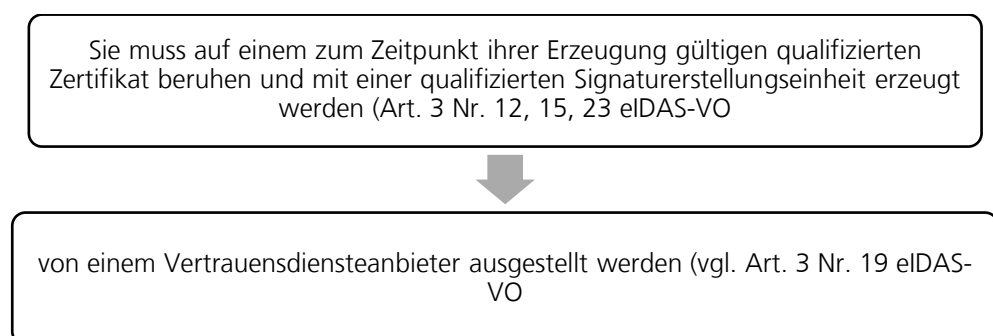 Sie muss auf einem zum Zeitpunkt ihrer Erzeugung gültigen qualifizierten
Zertifikat beruhen und mit einer qualifizierten Signaturerstellungseinheit erzeugt
werden (Art. 3 Nr. 12, 15, 23 eIDAS-VO
von einem Vertrauensdiensteanbieter ausgestellt werden (vgl. Art. 3 Nr. 19 eIDAS-
VO